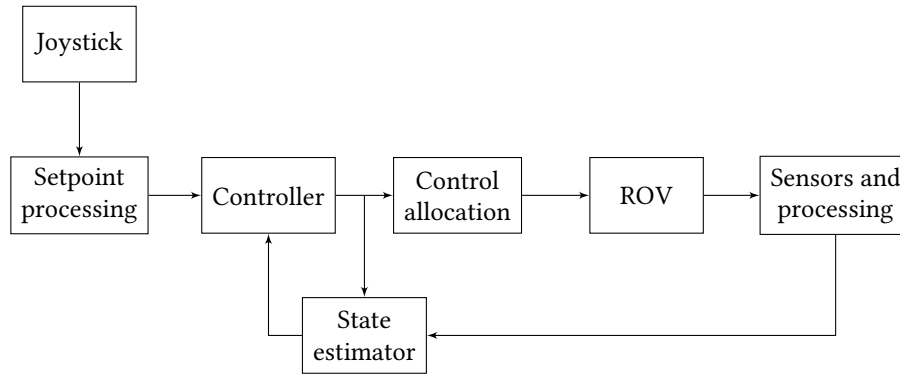 Joystick
Setpoint
processing
Controller
Control
allocation
ROV
Sensors and
processing
State
estimator